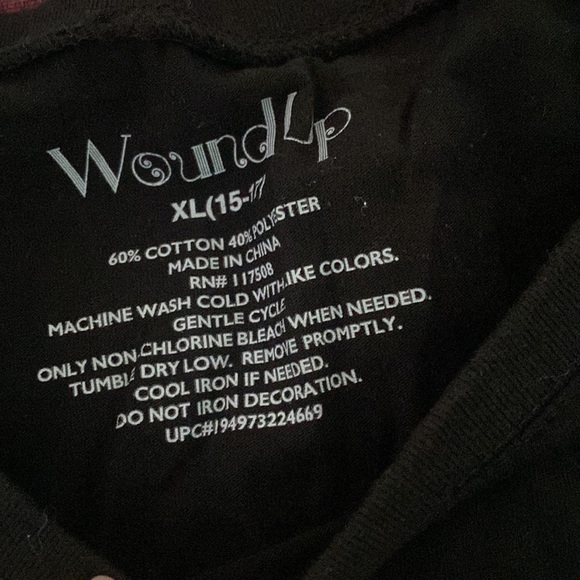 Wound Up
XL(15-17)
60% COTTON 40% POLYESTER
MADE IN CHINA
RN# 117508
MACHINE WASH COLD WITH LIKE COLORS.
GENTLE CYCLE
ONLY NON-CHLORINE BLEACH WHEN NEEDED.
TUMBLE DRY LOW. REMOVE PROMPTLY.
COOL IRON IF NEEDED.
DO NOT IRON DECORATION.
UPC#194973224669